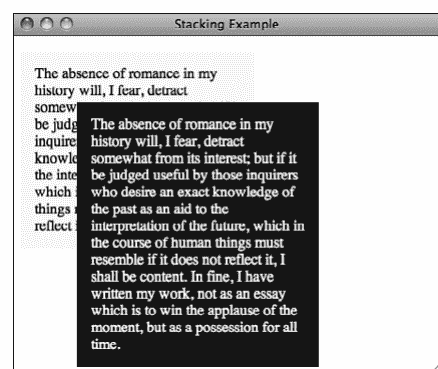 Stacking Example
The absence of romance in my
history will, I fear, detract
somew
be judg
inquire
knowle
the inte
which i
things
reflect
The absence of romance in my
history will, I fear, detract
somewhat from its interest; but if it
be judged useful by those inquirers
who desire an exact knowledge of
the past as an aid to the
interpretation of the future, which in
the course of human things must
resemble if it does not reflect it, I
shall be content. In fine, I have
written my work, not as an essay
which is to win the applause of the
moment, but as a possession for all
time.